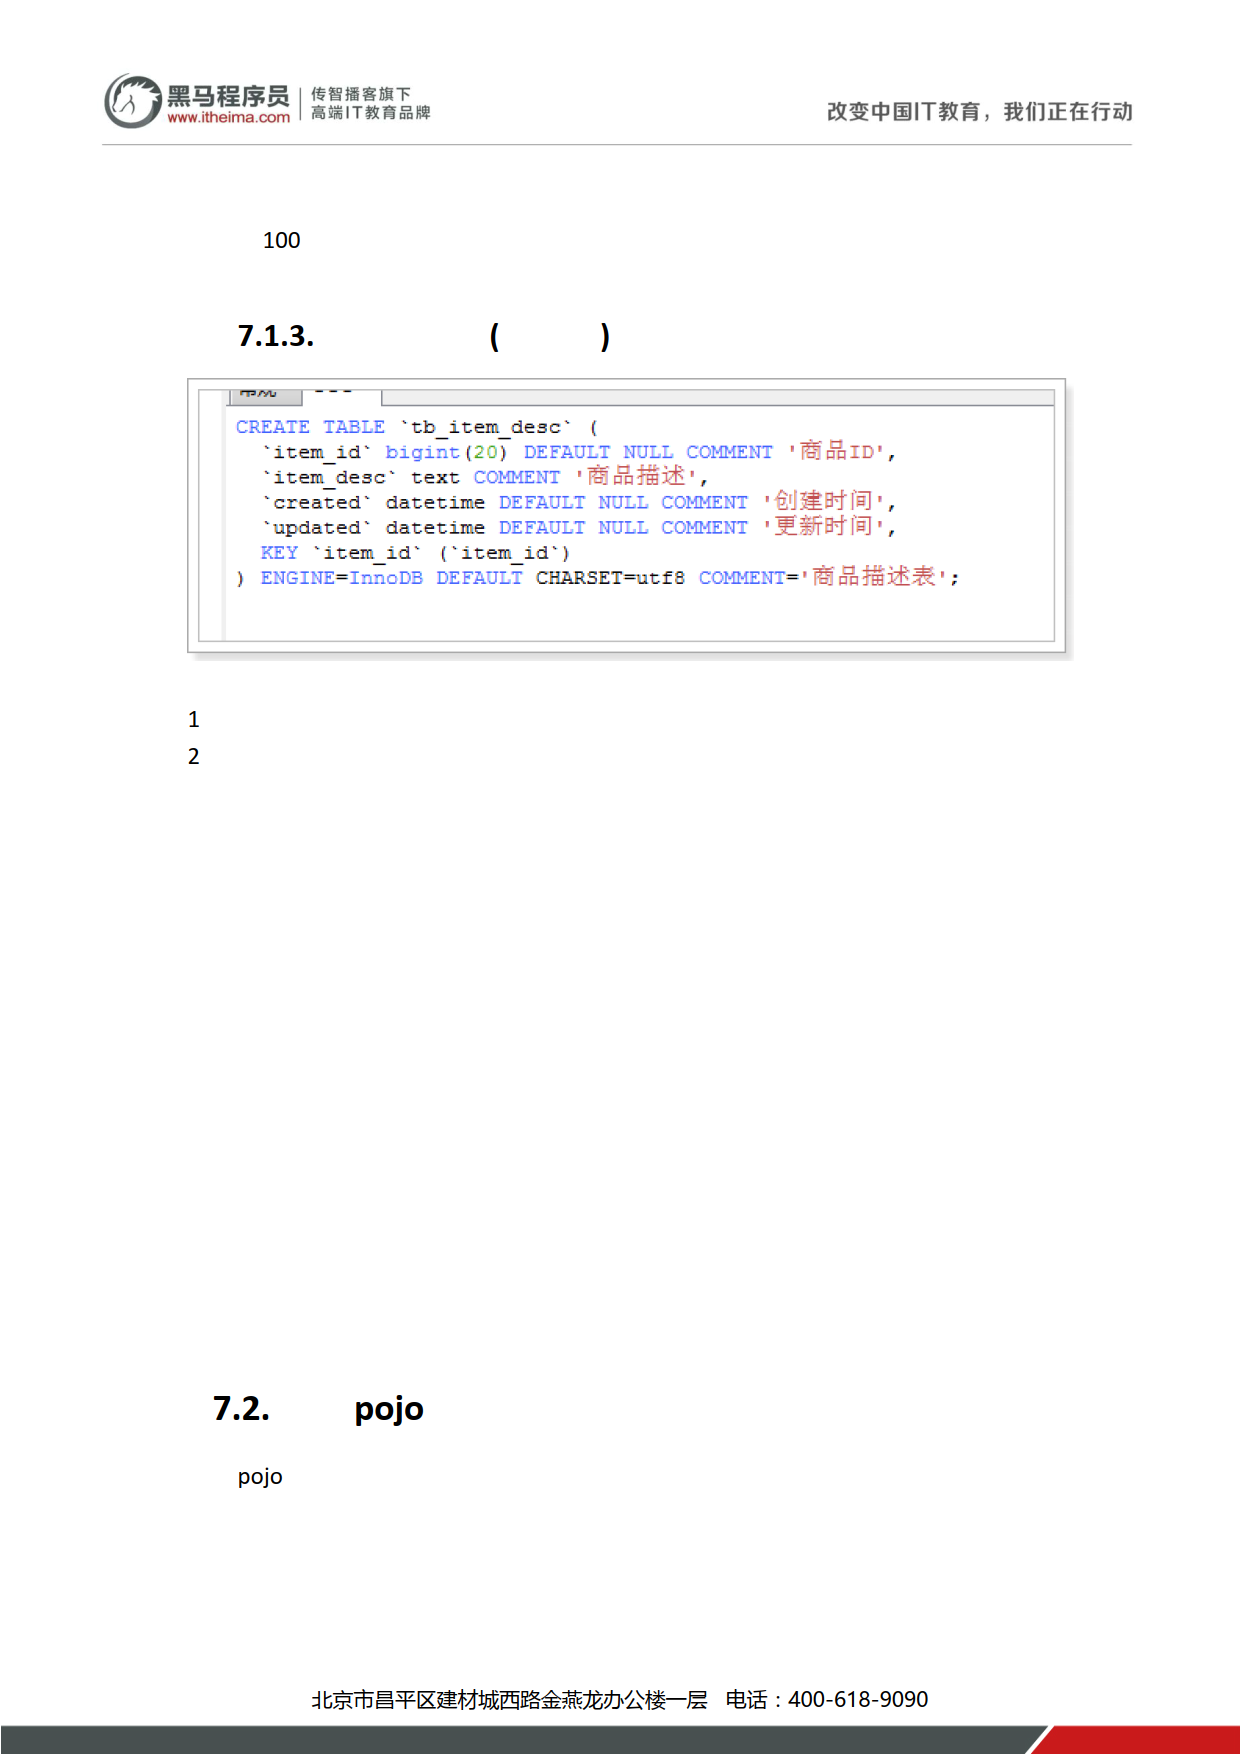 黑马程序员
www.itheima.com
传智播客旗下
高端IT教育品牌
改变中国IT教育，我们正在行动
100
7.1.3. ( )
CREATE TABLE `tb_item_desc` (
`item_id` bigint(20) DEFAULT NULL COMMENT '商品ID',
`item_desc` text COMMENT '商品描述',
`created` datetime DEFAULT NULL COMMENT '创建时间',
`updated` datetime DEFAULT NULL COMMENT '更新时间',
KEY `item_id` (`item_id`)
) ENGINE=InnoDB DEFAULT CHARSET=utf8 COMMENT='商品描述表';
1
2
7.2. pojo
pojo
北京市昌平区建材城西路金燕龙办公楼一层 电话：400-618-9090